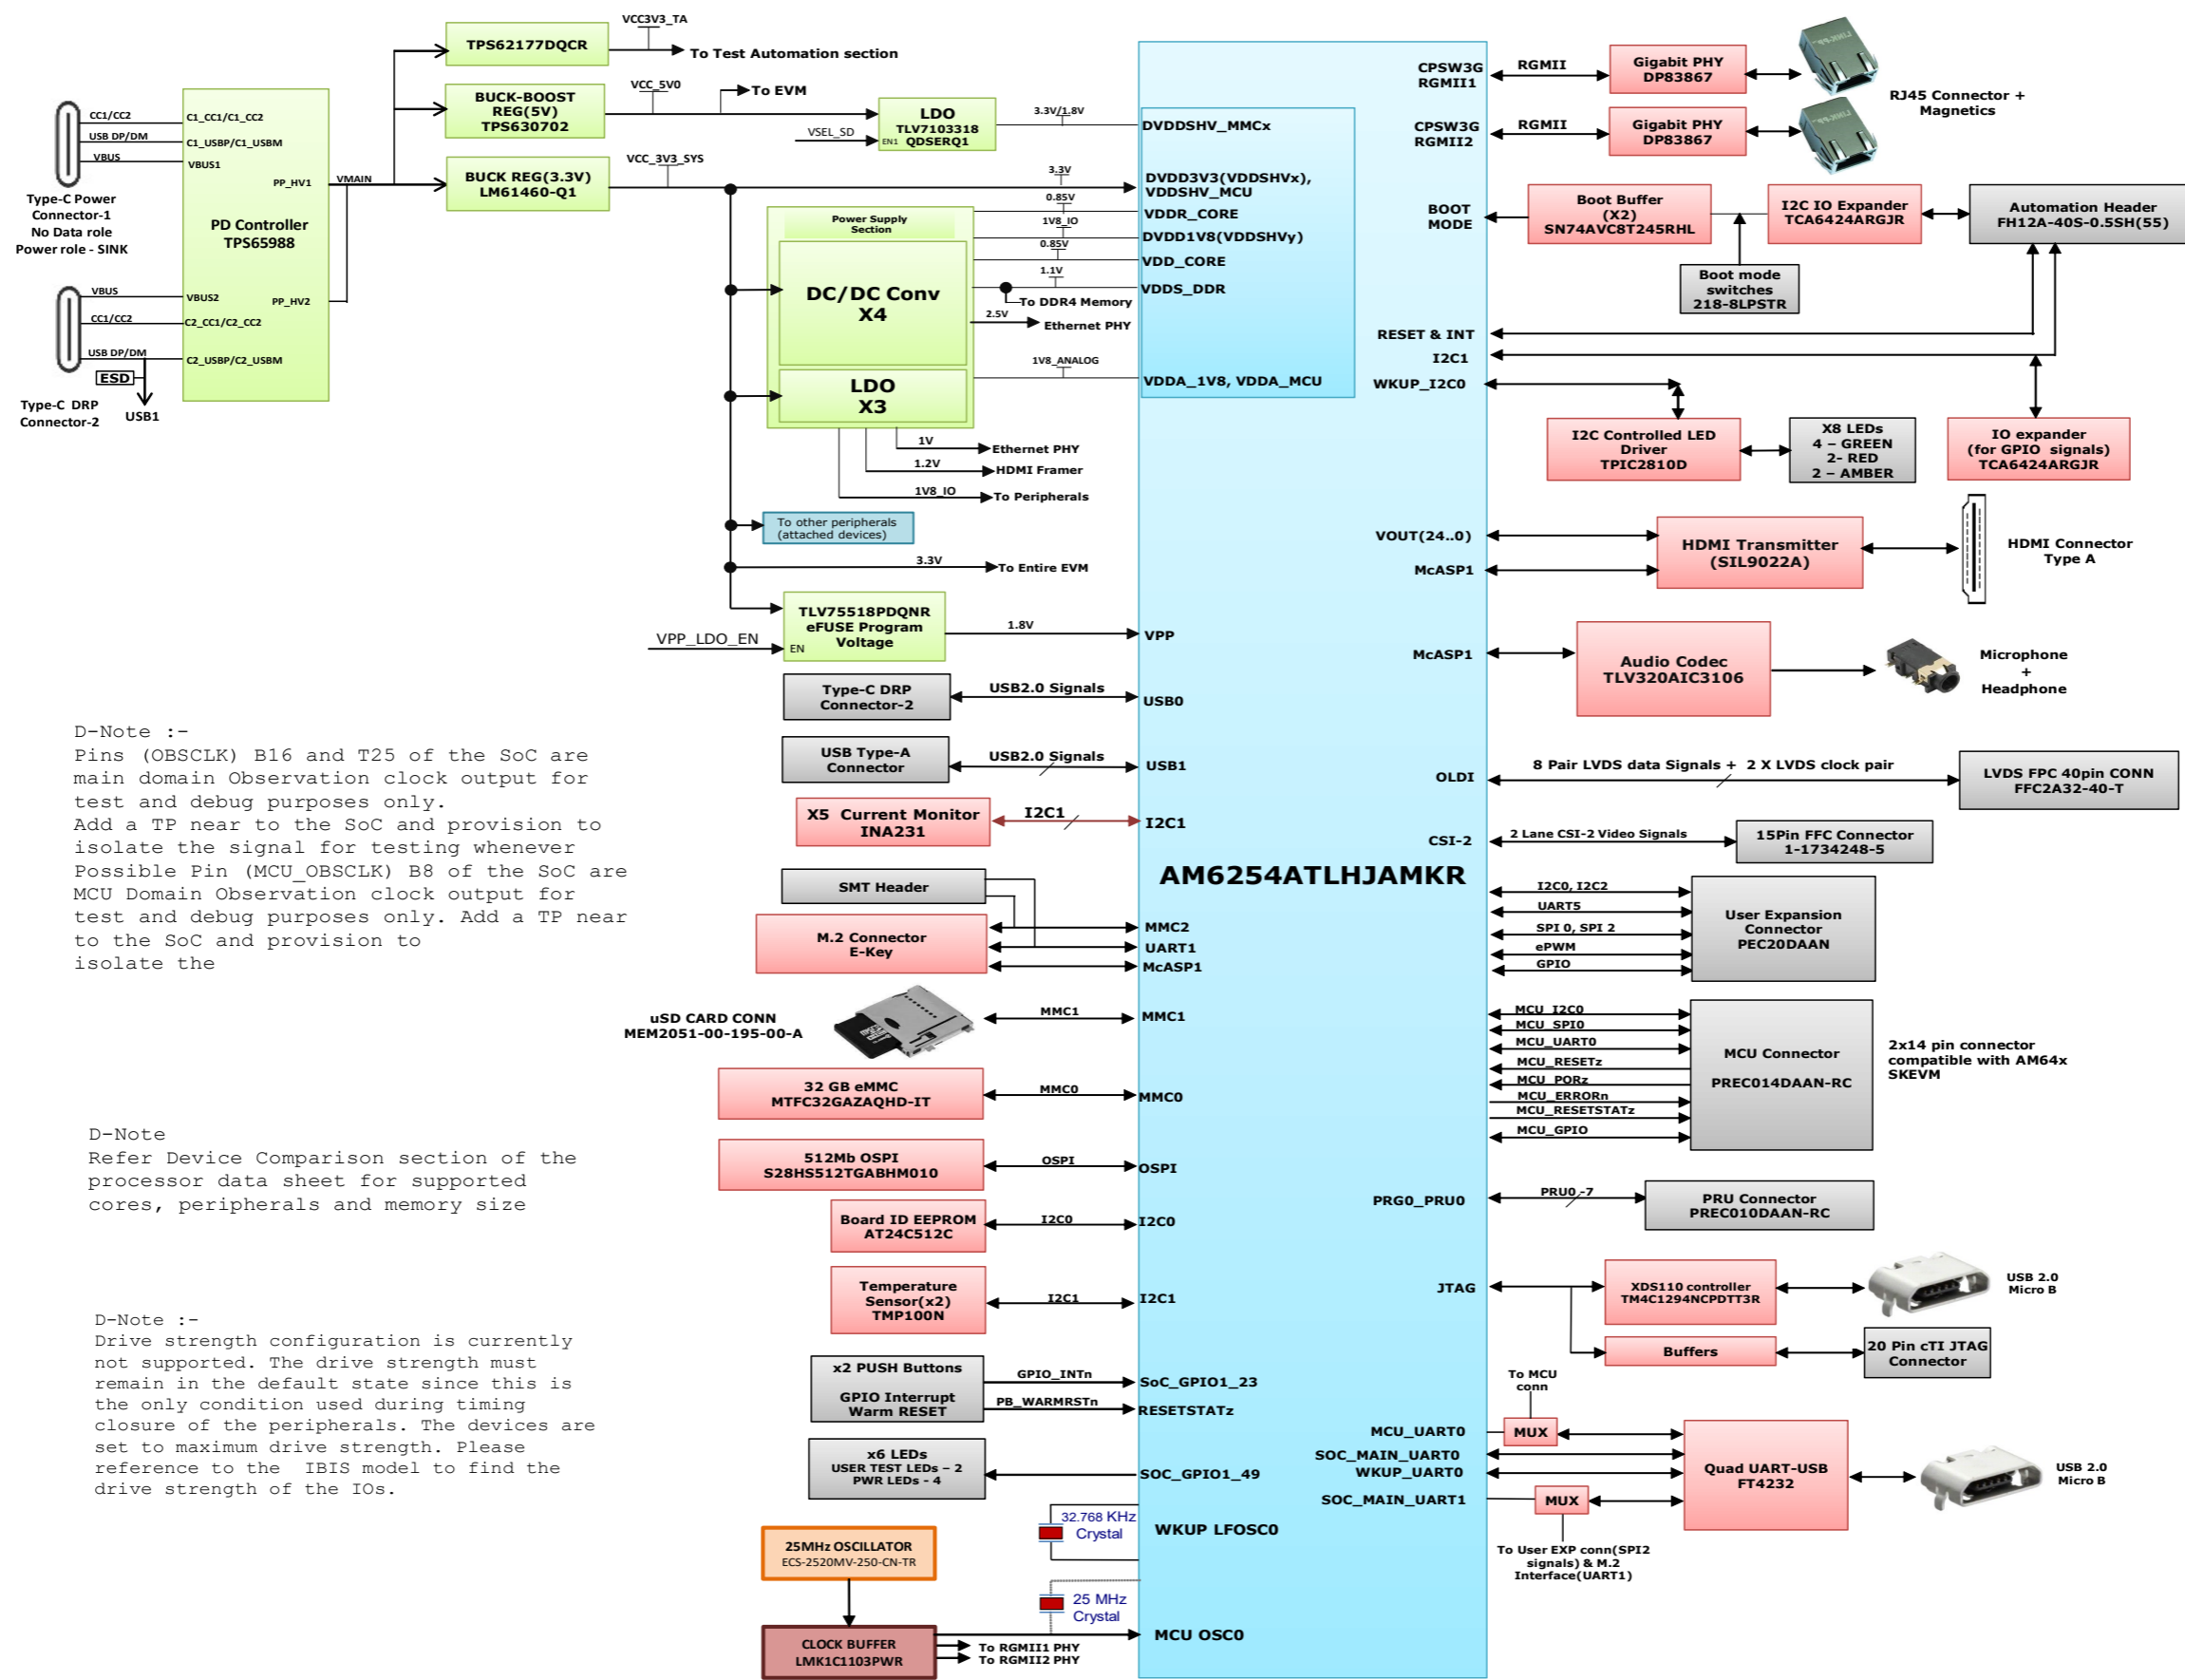 TPS62177DQCR
VCC3V3_TA
To Test Automation section
BUCK-BOOST
REG(5V)
TPS630702
VCC_5V0
To EVM
LDO
TLV7103318
QDSERQ1
VSEL_SD
EN1
3.3V/1.8V
BUCK REG(3.3V)
LM61460-Q1
VCC_3V3_SYS
CC1/CC2
USB DP/DM
VBUS
Type-C Power
Connector-1
No Data role
Power role - SINK
C1_CC1/C1_CC2
C1_USBP/C1_USBM
VBUS1
PP_HV1
VMAIN
PD Controller
TPS65988
VBUS
CC1/CC2
USB DP/DM
VBUS2
PP_HV2
C2_CC1/C2_CC2
C2_USBP/C2_USBM
ESD
USB1
Type-C DRP
Connector-2
Power Supply
Section
DC/DC Conv
X4
LDO
X3
3.3V
0.85V
1V8_IO
0.85V
1.1V
To DDR4 Memory
2.5V
Ethernet PHY
1V8_ANALOG
1V
Ethernet PHY
1.2V
HDMI Framer
1V8_IO
To Peripherals
To other peripherals
(attached devices)
3.3V
To Entire EVM
TLV75518PDQNR
eFUSE Program
Voltage
EN
VPP_LDO_EN
1.8V
DVDDSHV_MMCx
DVDD3V3(VDDSHVx),
VDDSHV_MCU
VDDR_CORE
DVDD1V8(VDDSHVy)
VDD_CORE
VDDS_DDR
VDDA_1V8, VDDA_MCU
VPP
Type-C DRP
Connector-2
USB2.0 Signals
USB0
USB Type-A
Connector
USB2.0 Signals
USB1
X5 Current Monitor
INA231
I2C1
I2C1
AM6254ATLHJAMKR
SMT Header
M.2 Connector
E-Key
MMC2
UART1
McASP1
uSD CARD CONN
MEM2051-00-195-00-A
MMC1
MMC1
32 GB eMMC
MTFC32GAZAQHD-IT
MMC0
MMC0
512Mb OSPI
S28HS512TGABHM010
OSPI
OSPI
Board ID EEPROM
AT24C512C
I2C0
I2C0
Temperature
Sensor(x2)
TMP100N
I2C1
I2C1
x2 PUSH Buttons
GPIO Interrupt
Warm RESET
GPIO_INTn
PB_WARMRSTn
SoC_GPIO1_23
RESETSTATz
x6 LEDs
USER TEST LEDs – 2
PWR LEDs - 4
SOC_GPIO1_49
32.768 KHz
Crystal
WKUP LFOSC0
25MHz OSCILLATOR
ECS-2520MV-250-CN-TR
25 MHz
Crystal
CLOCK BUFFER
LMK1C1103PWR
To RGMII1 PHY
To RGMII2 PHY
MCU OSC0
D-Note :-
Pins (OBSCLK) B16 and T25 of the SoC are
main domain Observation clock output for
test and debug purposes only.
Add a TP near to the SoC and provision to
isolate the signal for testing whenever
Possible Pin (MCU_OBSCLK) B8 of the SoC are
MCU Domain Observation clock output for
test and debug purposes only. Add a TP near
to the SoC and provision to
isolate the
D-Note
Refer Device Comparison section of the
processor data sheet for supported
cores, peripherals and memory size
D-Note :-
Drive strength configuration is currently
not supported. The drive strength must
remain in the default state since this is
the only condition used during timing
closure of the peripherals. The devices are
set to maximum drive strength. Please
reference to the IBIS model to find the
drive strength of the IOs.
CPSW3G
RGMII1
RGMII
Gigabit PHY
DP83867
CPSW3G
RGMII2
RGMII
Gigabit PHY
DP83867
RJ45 Connector +
Magnetics
BOOT
MODE
Boot Buffer
(X2)
SN74AVC8T245RHL
I2C IO Expander
TCA6424ARGJR
Automation Header
FH12A-40S-0.5SH(55)
Boot mode
switches
218-8LPSTR
RESET & INT
I2C1
WKUP_I2C0
I2C Controlled LED
Driver
TPIC2810D
X8 LEDs
4 – GREEN
2- RED
2 – AMBER
IO expander
(for GPIO signals)
TCA6424ARGJR
VOUT(24..0)
McASP1
HDMI Transmitter
(SIL9022A)
HDMI Connector
Type A
McASP1
Audio Codec
TLV320AIC3106
Microphone
+
Headphone
OLDI
8 Pair LVDS data Signals + 2 X LVDS clock pair
LVDS FPC 40pin CONN
FFC2A32-40-T
CSI-2
2 Lane CSI-2 Video Signals
15Pin FFC Connector
1-1734248-5
I2C0, I2C2
UART5
SPI 0, SPI 2
ePWM
GPIO
User Expansion
Connector
PEC20DAAN
MCU_I2C0
MCU_SPI0
MCU_UART0
MCU_RESETz
MCU_PORz
MCU_ERRORn
MCU_RESETSTATz
MCU_GPIO
MCU Connector
PREC014DAAN-RC
2x14 pin connector
compatible with AM64x
SKEVM
PRG0_PRU0
PRU0 -7
PRU Connector
PREC010DAAN-RC
JTAG
XDS110 controller
TM4C1294NCPDTT3R
USB 2.0
Micro B
Buffers
20 Pin cTI JTAG
Connector
To MCU
conn
MCU_UART0
MUX
SOC_MAIN_UART0
WKUP_UART0
SOC_MAIN_UART1
MUX
Quad UART-USB
FT4232
USB 2.0
Micro B
To User EXP conn(SPI2
signals) & M.2
Interface(UART1)